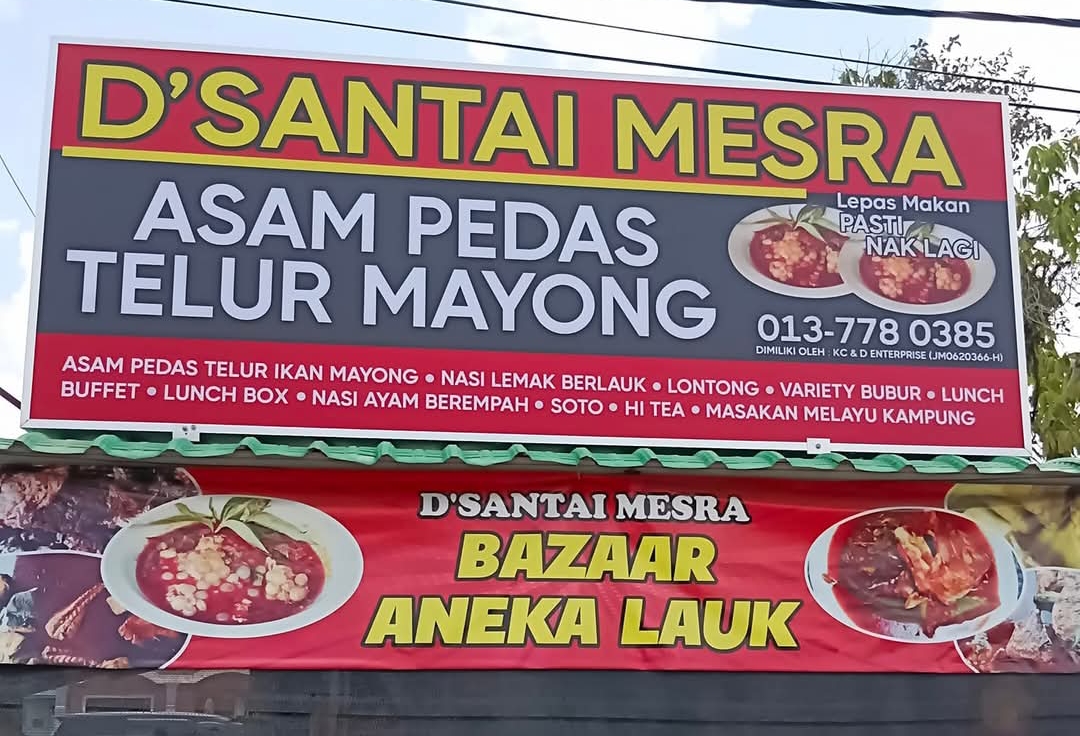 D'SANTAI MESRA
ASAM PEDAS
TELUR MAYONG
Lepas Makan
PASTI
NAK LAGI
013-778 0385
DIMILIKI OLEH : KC & D ENTERPRISE (JM0620366-H)
ASAM PEDAS TELUR IKAN MAYONG • NASI LEMAK BERLAUK • LONTONG • VARIETY BUBUR • LUNCH
BUFFET • LUNCH BOX • NASI AYAM BEREMPAH • SOTO • HI TEA • MASAKAN MELAYU KAMPUNG
D'SANTAI MESRA
BAZAAR
ANEKA LAUK